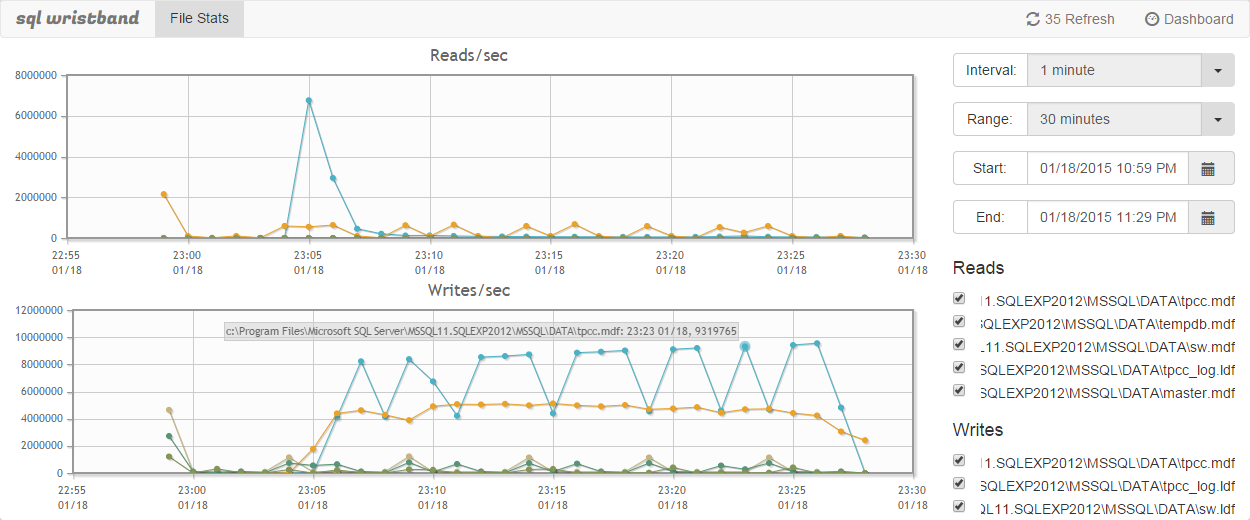 sql wristband File Stats 35 Refresh Dashboard
Reads/sec
8000000
6000000
4000000
2000000
0
22:55 23:00 23:05 23:10 23:15 23:20 23:25 23:30
01/18 01/18 01/18 01/18 01/18 01/18 01/18 01/18
Writes/sec
12000000
c:\Program Files\Microsoft SQL Server\MSSQL11.SQLEXP2012\MSSQL\DATA\tpcc.mdf: 23:23 01/18, 9319765
10000000
8000000
6000000
4000000
2000000
0
22:55 23:00 23:05 23:10 23:15 23:20 23:25 23:30
01/18 01/18 01/18 01/18 01/18 01/18 01/18 01/18
Interval: 1 minute
Range: 30 minutes
Start: 01/18/2015 10:59 PM
End: 01/18/2015 11:29 PM
Reads
11.SQLEXP2012\MSSQL\DATA\tpcc.mdf
SQLEXP2012\MSSQL\DATA\tempdb.mdf
L11.SQLEXP2012\MSSQL\DATA\sw.mdf
SQLEXP2012\MSSQL\DATA\tpcc_log.ldf
SQLEXP2012\MSSQL\DATA\master.mdf
Writes
11.SQLEXP2012\MSSQL\DATA\tpcc.mdf
SQLEXP2012\MSSQL\DATA\tpcc_log.ldf
QL11.SQLEXP2012\MSSQL\DATA\sw.ldf